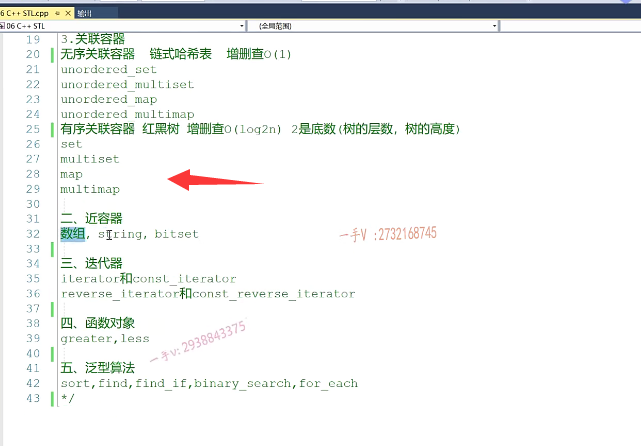 06 C++ STL.cpp
输出
06 C++ STL
(全局范围)
19 3.关联容器
20 无序关联容器 链式哈希表 增删查O(1)
21 unordered_set
22 unordered_multiset
23 unordered_map
24 unordered_multimap
25 有序关联容器 红黑树 增删查O(log2n) 2是底数(树的层数, 树的高度)
26 set
27 multiset
28 map
29 multimap
30
31 二、近容器
32 数组, string, bitset
一手V :2732168745
33
34 三、迭代器
35 iterator和const_iterator
36 reverse_iterator和const_reverse_iterator
37
38 四、函数对象
39 greater,less
一手v: 2938843375
40
41 五、泛型算法
42 sort,find,find_if,binary_search,for_each
43 */